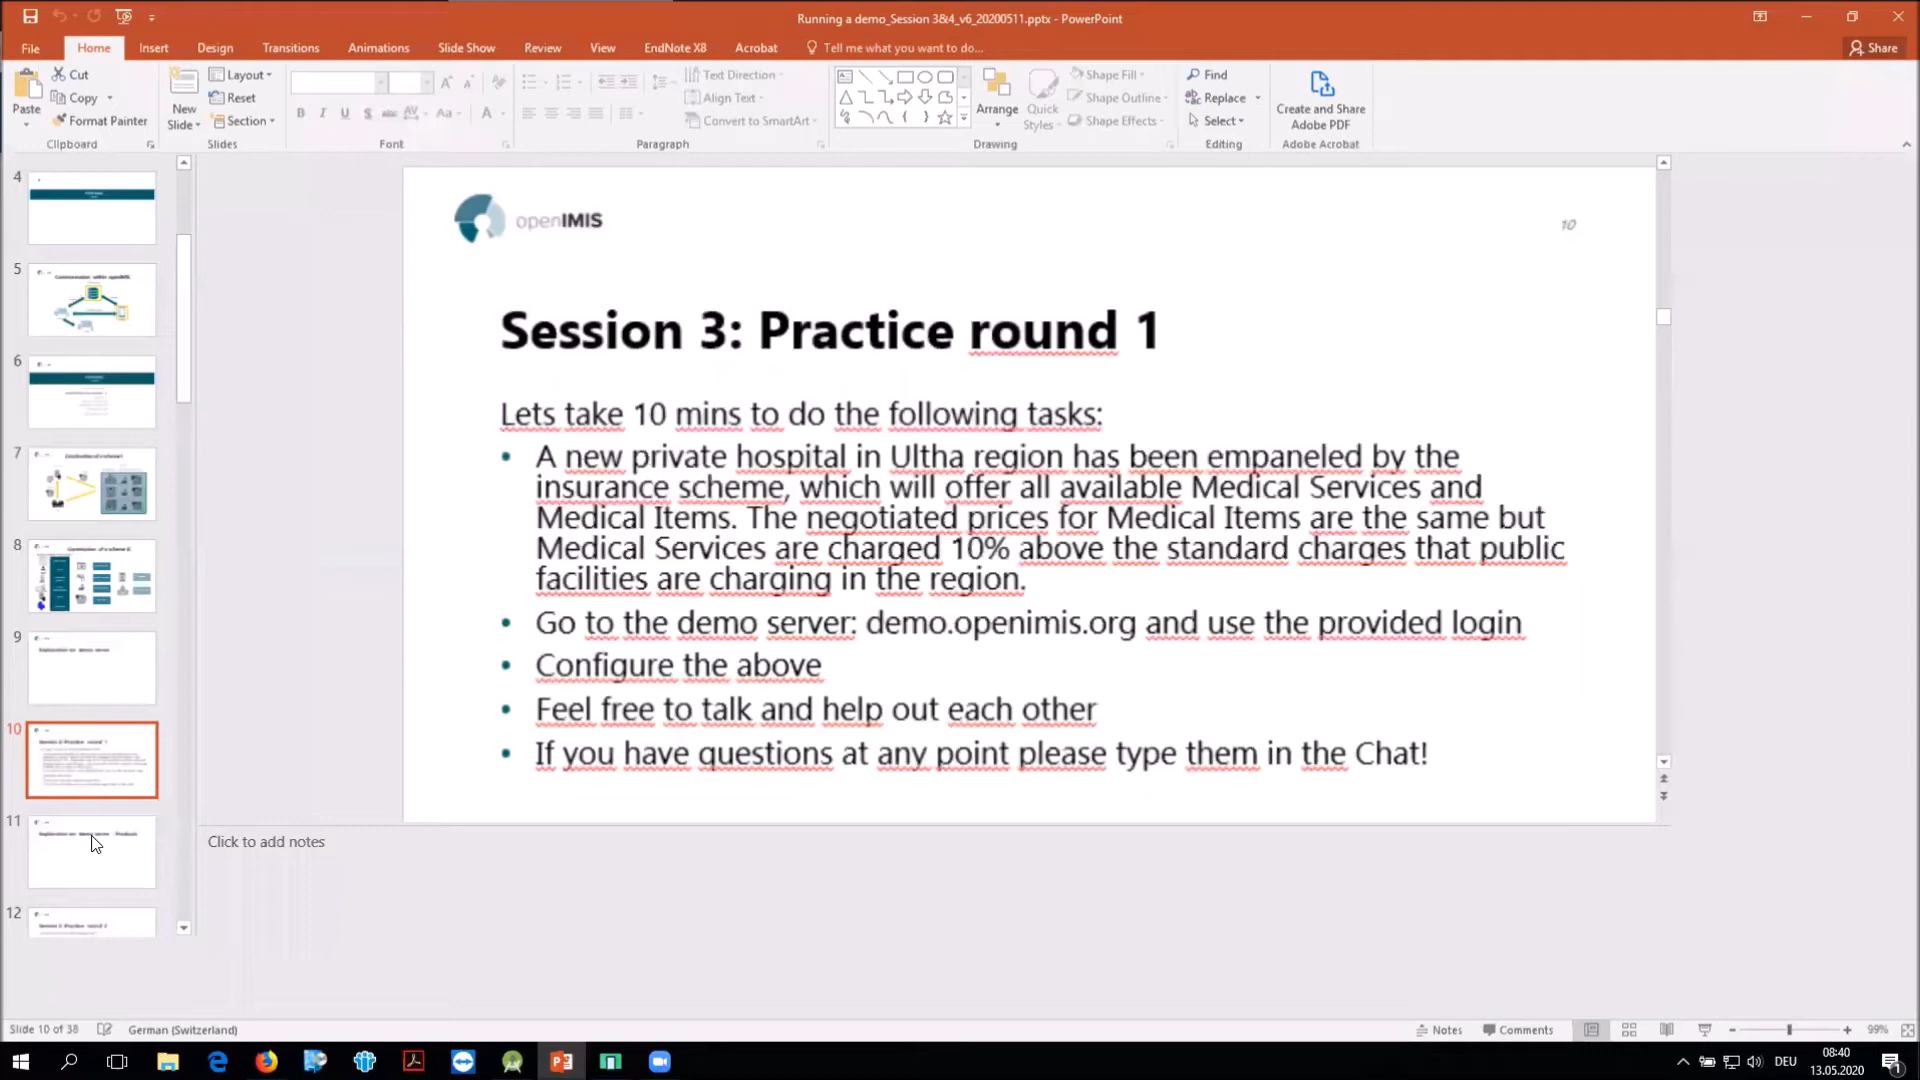 Running a demo_Session 3&4_v6_20200511.pptx - PowerPoint
File Home Insert Design Transitions Animations Slide Show Review View EndNote X8 Acrobat Tell me what you want to do... Share
Cut
Copy
Format Painter
Paste
Clipboard
New
Slide
Layout
Reset
Section
Slides
Font
Text Direction
Align Text
Convert to SmartArt
Paragraph
Arrange
Quick
Styles
Shape Fill
Shape Outline
Shape Effects
Drawing
Find
Replace
Select
Editing
Create and Share
Adobe PDF
Adobe Acrobat
4
5
6
7
8
9
10
11
12
openIMIS
10
Session 3: Practice round 1
Lets take 10 mins to do the following tasks:
• A new private hospital in Ultha region has been empaneled by the
insurance scheme, which will offer all available Medical Services and
Medical Items. The negotiated prices for Medical Items are the same but
Medical Services are charged 10% above the standard charges that public
facilities are charging in the region.
• Go to the demo server: demo.openimis.org and use the provided login
• Configure the above
• Feel free to talk and help out each other
• If you have questions at any point please type them in the Chat!
Click to add notes
Slide 10 of 38 German (Switzerland) Notes Comments 99%
DEU
08:40
13.05.2020